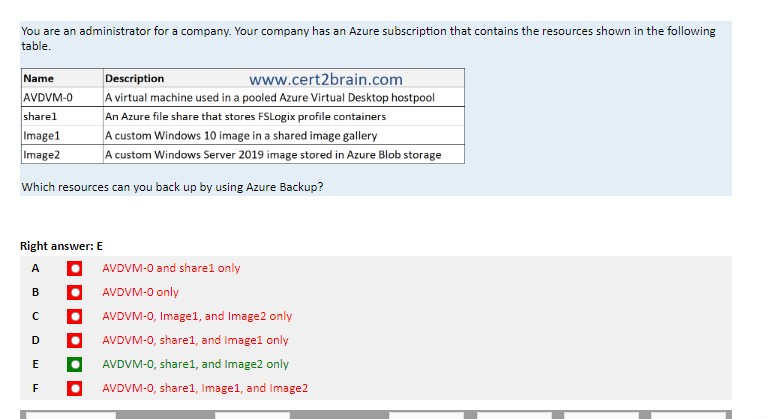 You are an administrator for a company. Your company has an Azure subscription that contains the resources shown in the following
table.
Name Description www.cert2brain.com
AVDVM-0 A virtual machine used in a pooled Azure Virtual Desktop hostpool
share1 An Azure file share that stores FSLogix profile containers
Image1 A custom Windows 10 image in a shared image gallery
Image2 A custom Windows Server 2019 image stored in Azure Blob storage
Which resources can you back up by using Azure Backup?
Right answer: E
A AVDVM-0 and share1 only
B AVDVM-0 only
C AVDVM-0, Image1, and Image2 only
D AVDVM-0, share1, and Image1 only
E AVDVM-0, share1, and Image2 only
F AVDVM-0, share1, Image1, and Image2